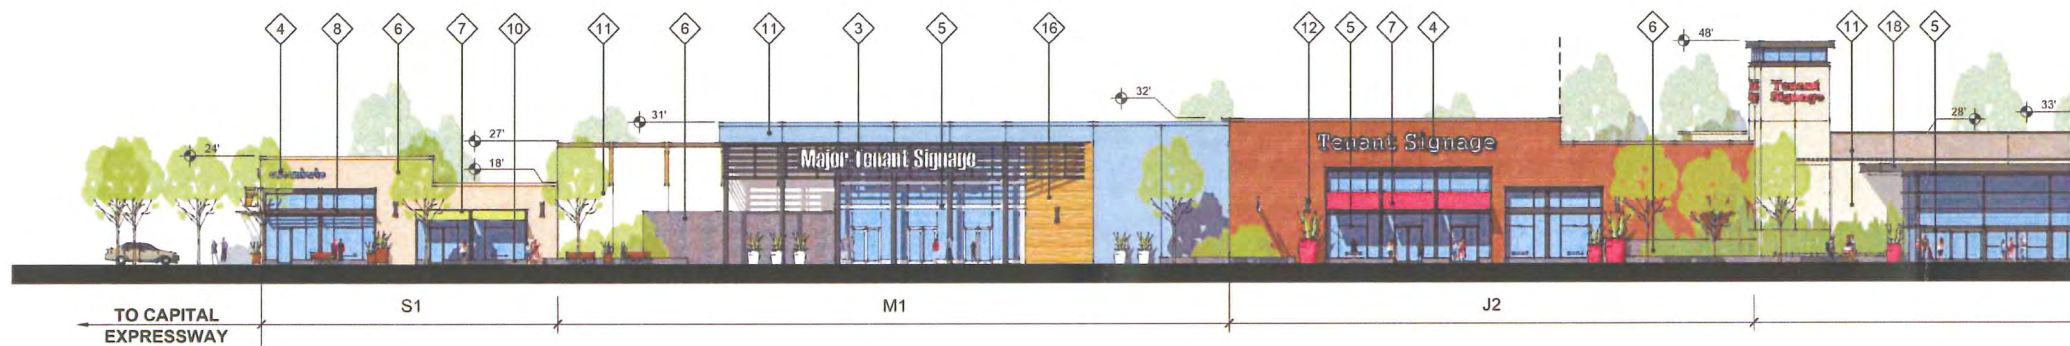 4 8 6 7 10 11 6 11 3 5 16 12 5 7 4 6 11 18 5
48'
33'
32'
31'
28'
27'
24'
18'
Tenant
Signage
Tenant Signage
Major Tenant Signage
S1 M1 J2
TO CAPITAL
EXPRESSWAY